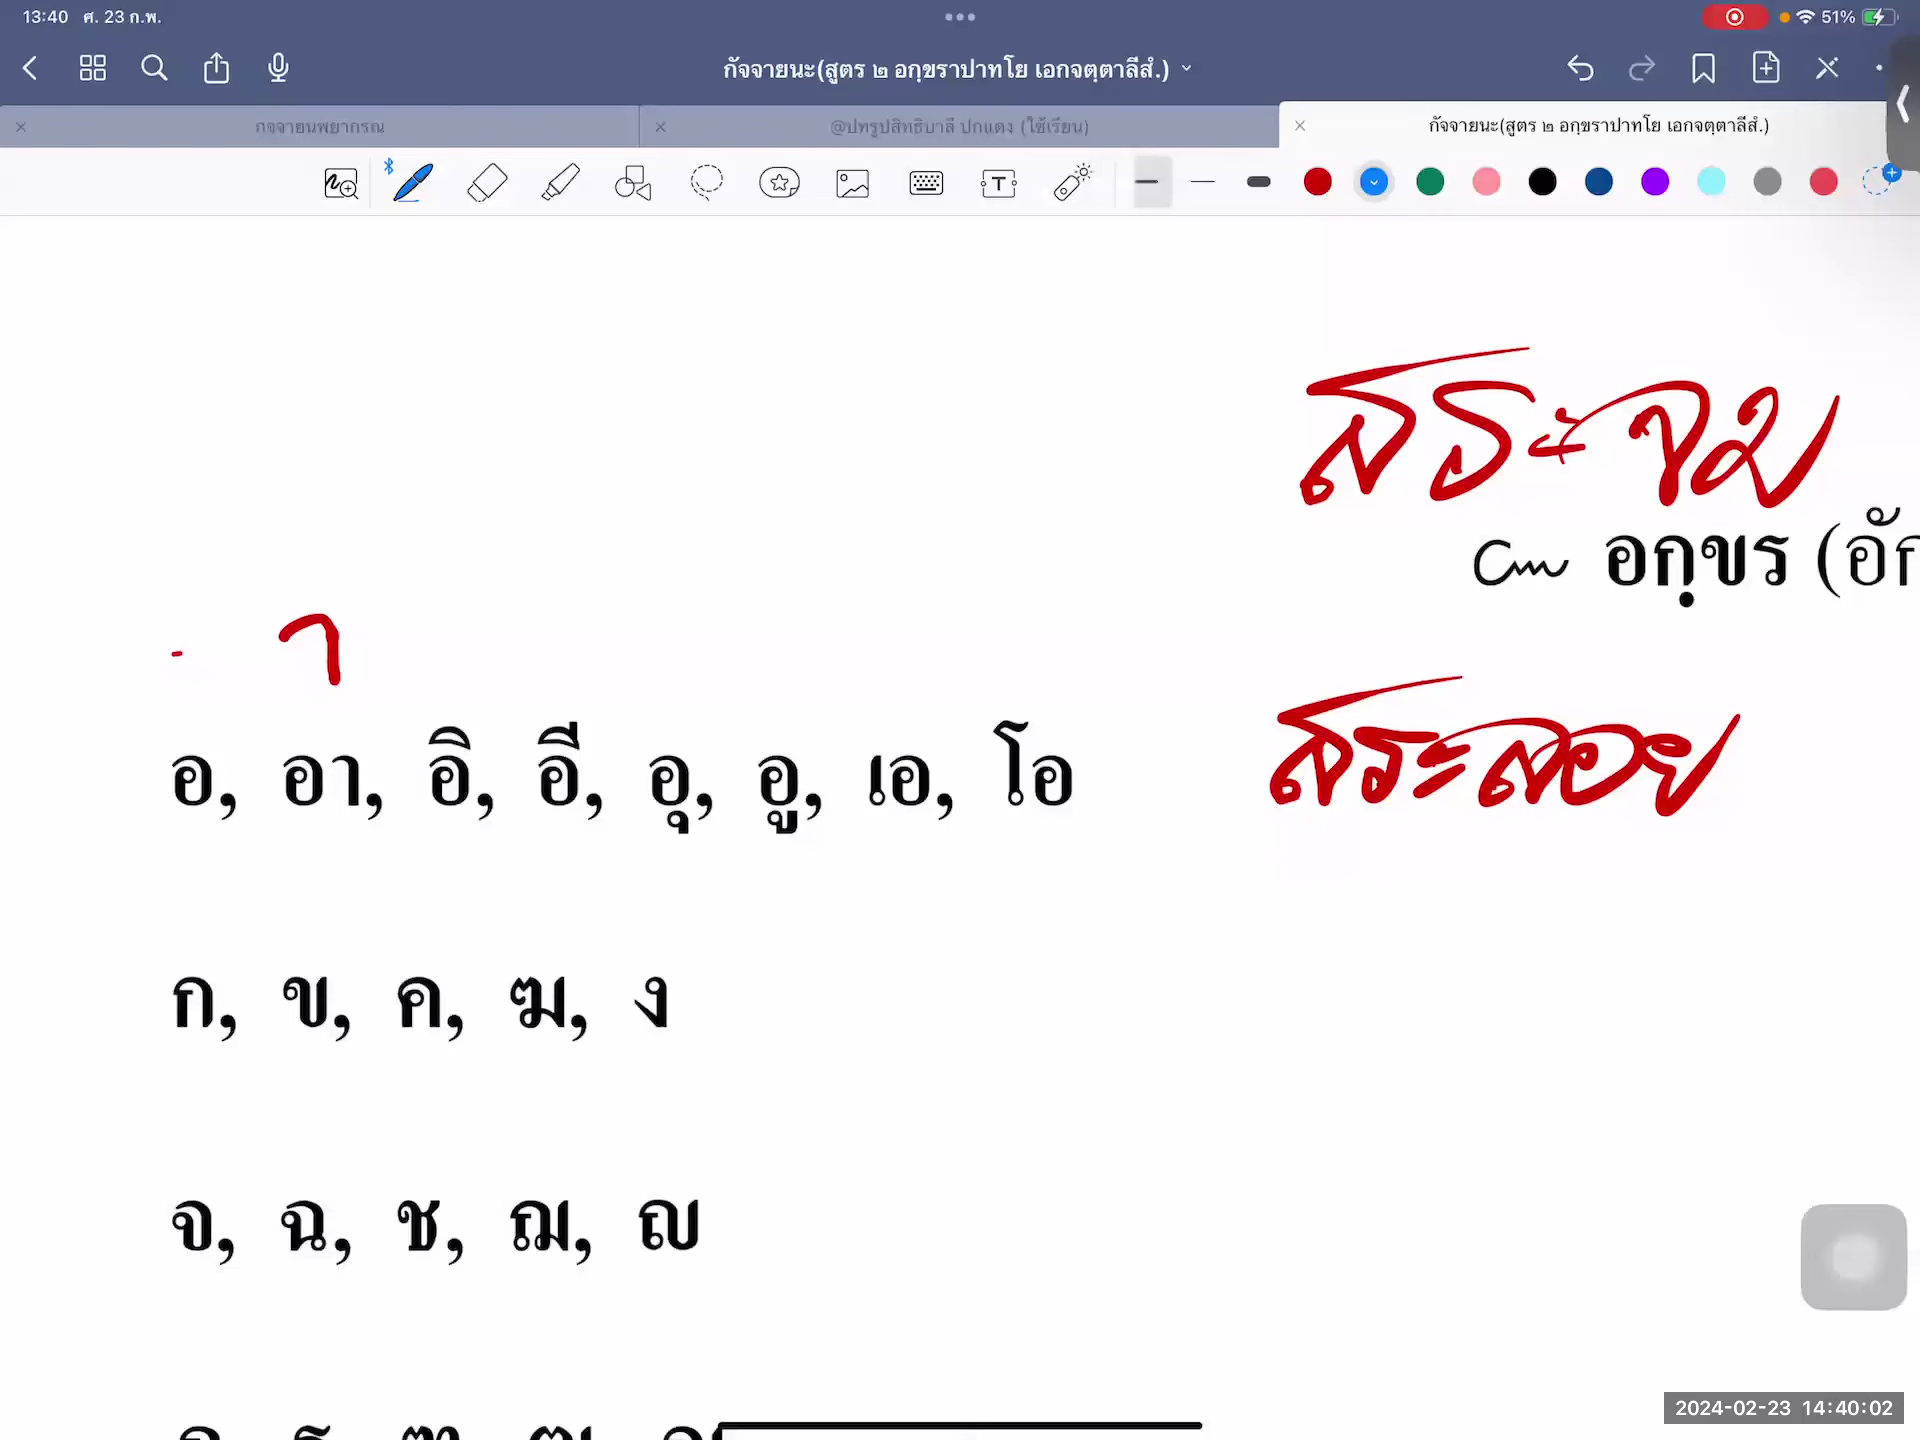 13:40 ศ. 23 ก.พ.
51%
กัจจายนะ(สูตร ๒ อกฺขราปาทโย เอกจตฺตาลีสํ.)
กจจายนพยากรณ
@ปทรูปสิทธิบาลี ปกแดง (ใช้เรียน)
กัจจายนะ(สูตร ๒ อกฺขราปาทโย เอกจตฺตาลีสํ.)
สระจม
อกฺขร (อัก
า
อ, อา, อิ, อี, อุ, อู, เอ, โอ
สระลอย
ก, ข, ค, ฆ, ง
จ, ฉ, ช, ฌ, ญ
2024-02-23 14:40:02